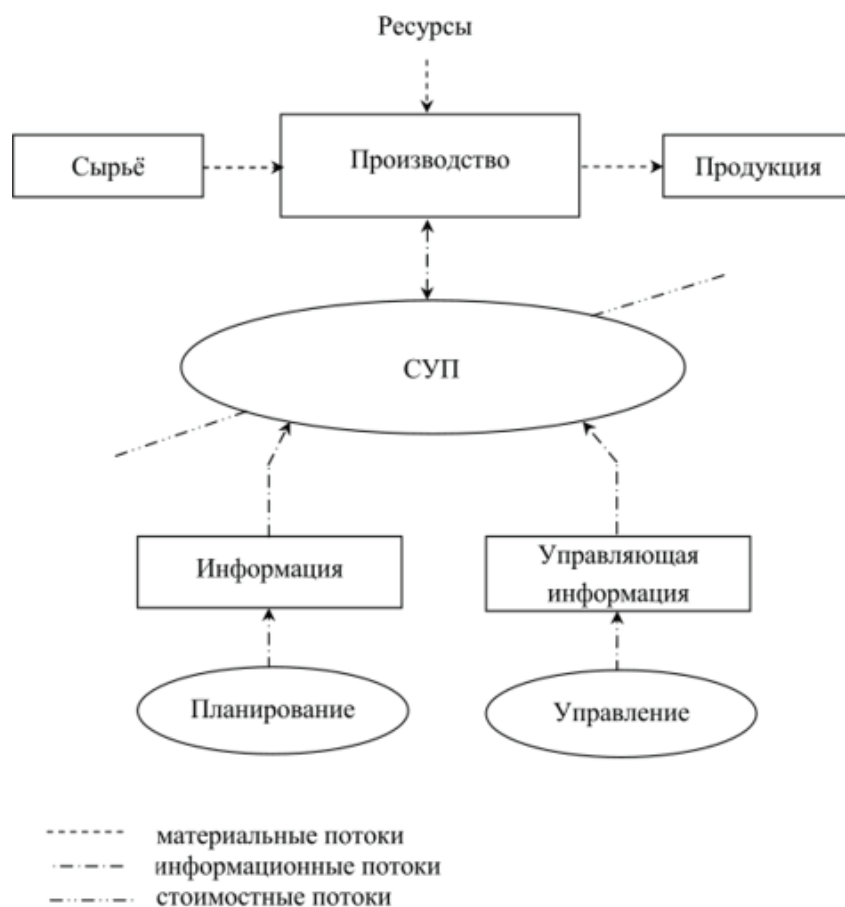 Ресурсы
Сырьё
Производство
Продукция
СУП
Информация
Управляющая
информация
Планирование
Управление
материальные потоки
информационные потоки
стоимостные потоки